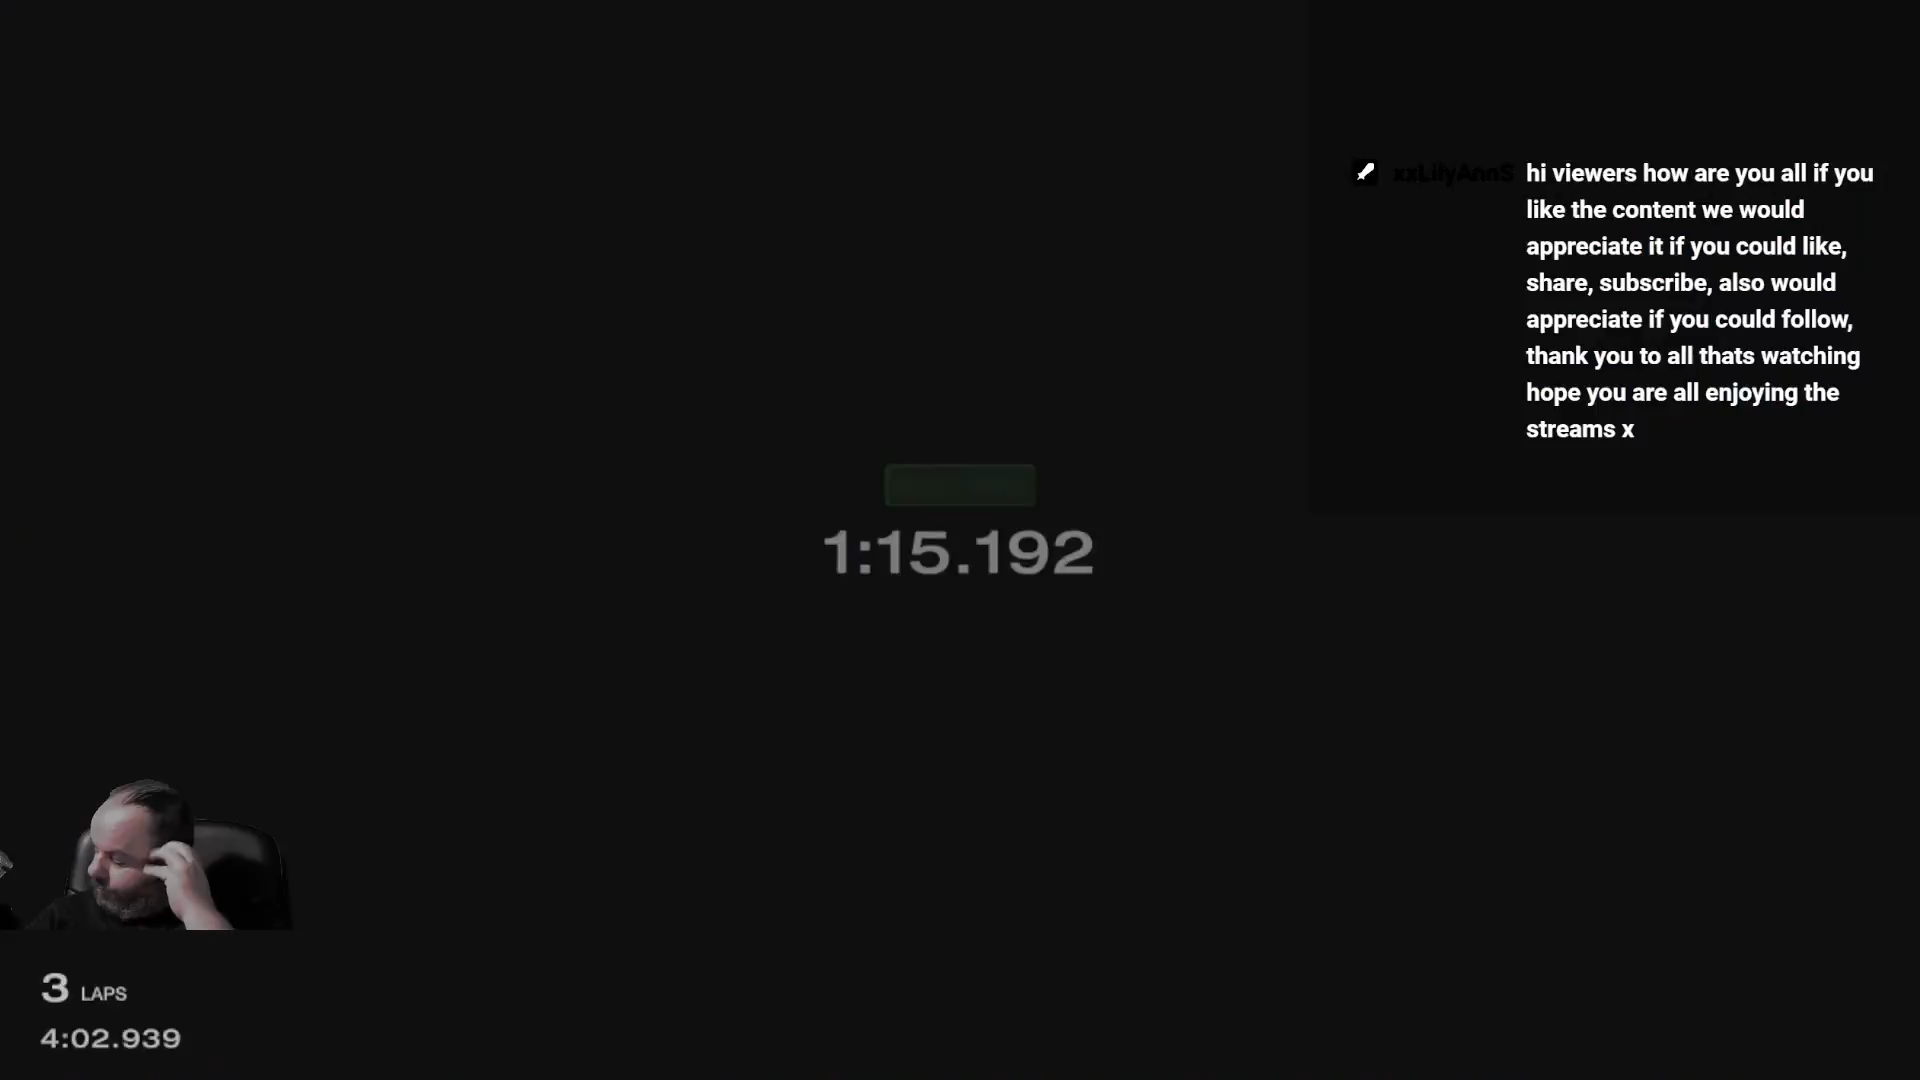 xxLilyAnnS hi viewers how are you all if you
like the content we would
appreciate it if you could like,
share, subscribe, also would
appreciate if you could follow,
thank you to all thats watching
hope you are all enjoying the
streams x
1:15.192
3 LAPS
4:02.939